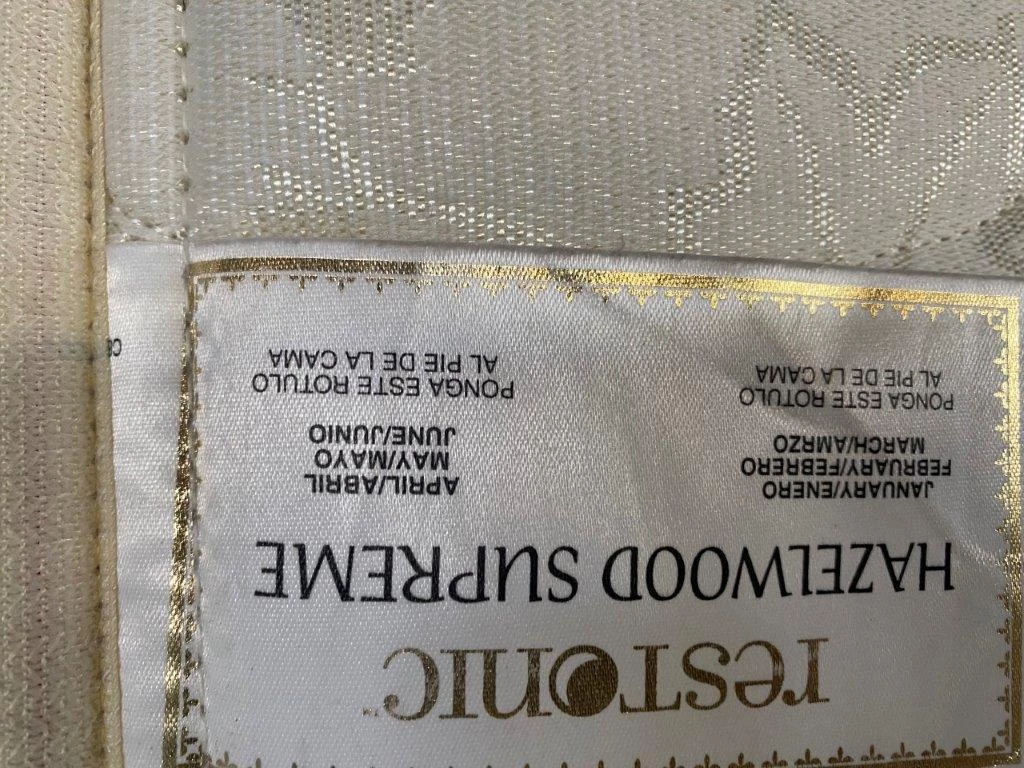 resTonic™
HAZELWOOD SUPREME
JANUARY/ENERO
FEBRUARY/FEBRERO
MARCH/AMRZO
PONGA ESTE ROTULO
AL PIE DE LA CAMA
APRIL/ABRIL
MAY/MAYO
JUNE/JUNIO
PONGA ESTE ROTULO
AL PIE DE LA CAMA